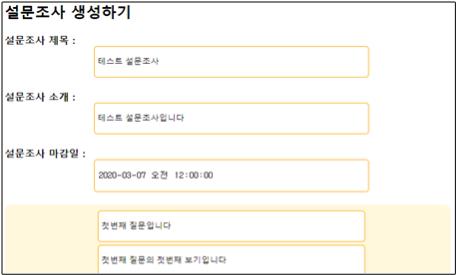 설문조사 생성하기
설문조사 제목 :
테스트 설문조사
설문조사 소개 :
테스트 설문조사입니다
설문조사 마감일 :
2020-03-07 오전 12:00:00
첫번째 질문입니다
첫번째 질문의 첫번째 보기입니다